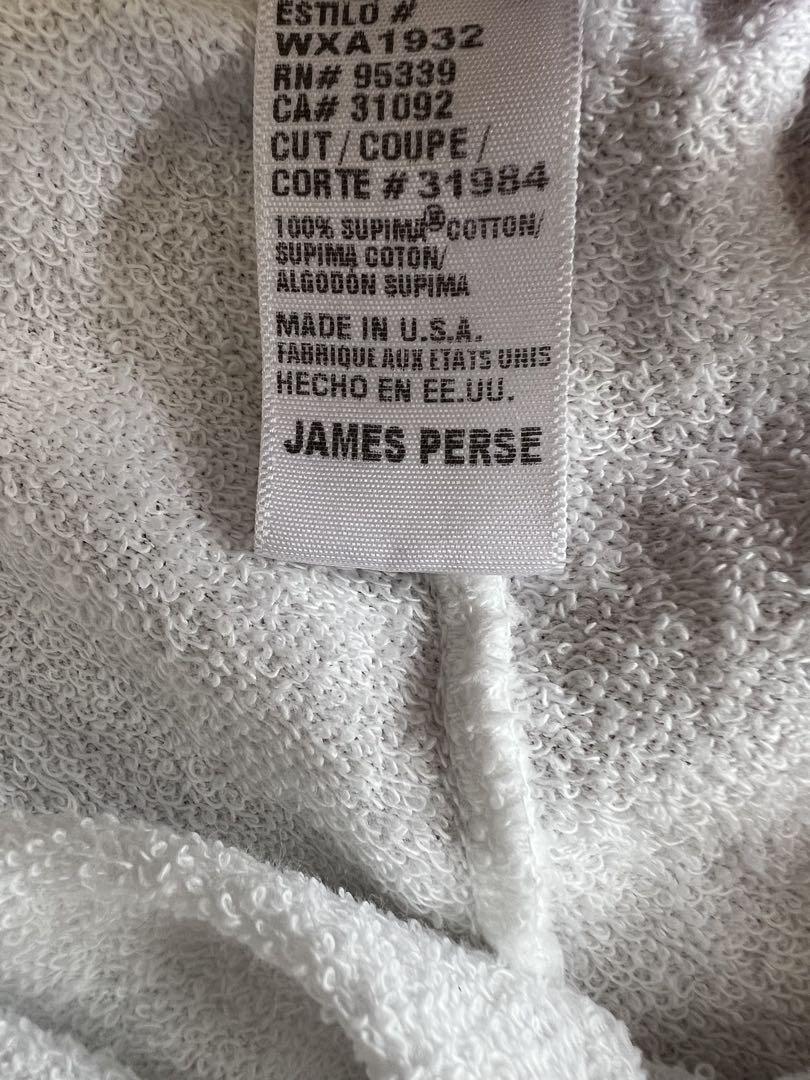 ESTILO #
WXA1932
RN# 95339
CA# 31092
CUT / COUPE /
CORTE # 31984
100% SUPIMA® COTTON/
SUPIMA COTON/
ALGODON SUPIMA
MADE IN U.S.A.
FABRIQUE AUX ETATS UNIS
HECHO EN EE.UU.
JAMES PERSE